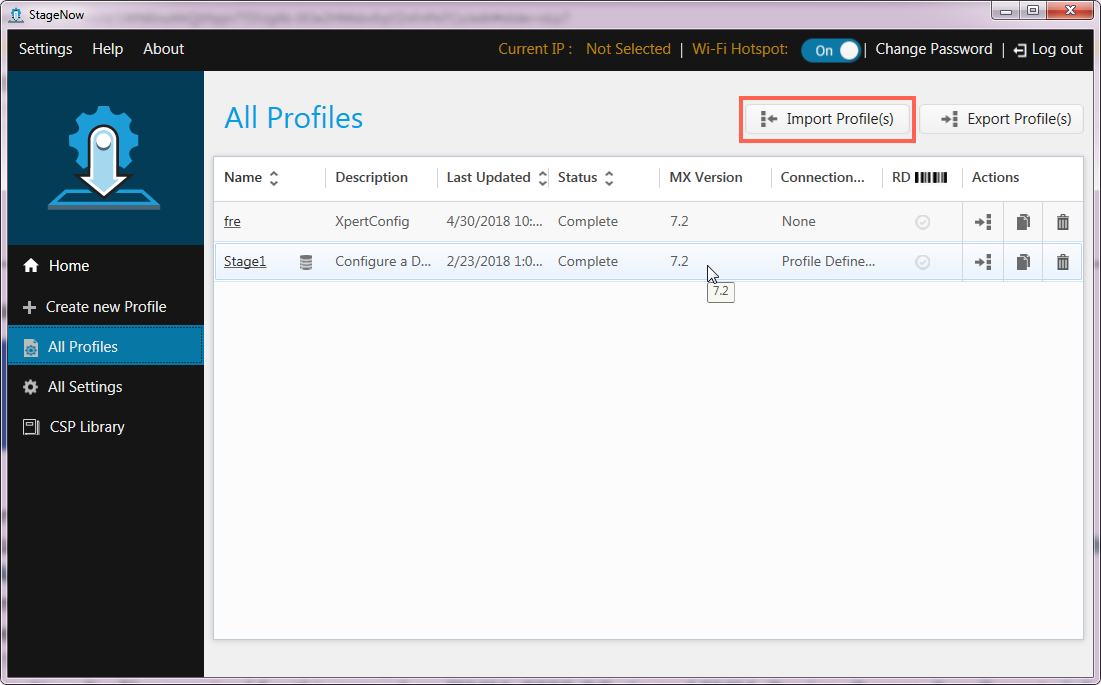 StageNow
Settings Help About Current IP : Not Selected | Wi-Fi Hotspot: On | Change Password | Log out
All Profiles Import Profile(s) Export Profile(s)
Name Description Last Updated Status MX Version Connection... RD Actions
fre XpertConfig 4/30/2018 10:... Complete 7.2 None
Stage1 Configure a D... 2/23/2018 1:0... Complete 7.2 Profile Define...
7.2
Home
Create new Profile
All Profiles
All Settings
CSP Library